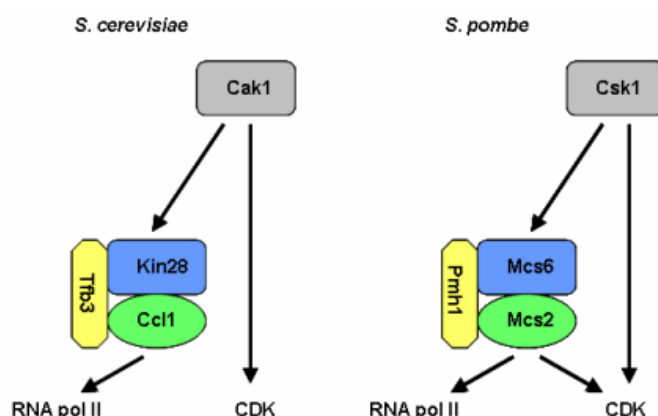 S. cerevisiae
S. pombe
Cak1
Csk1
Tfb3
Kin28
Ccl1
Pmh1
Mcs6
Mcs2
RNA pol II
CDK
RNA pol II
CDK